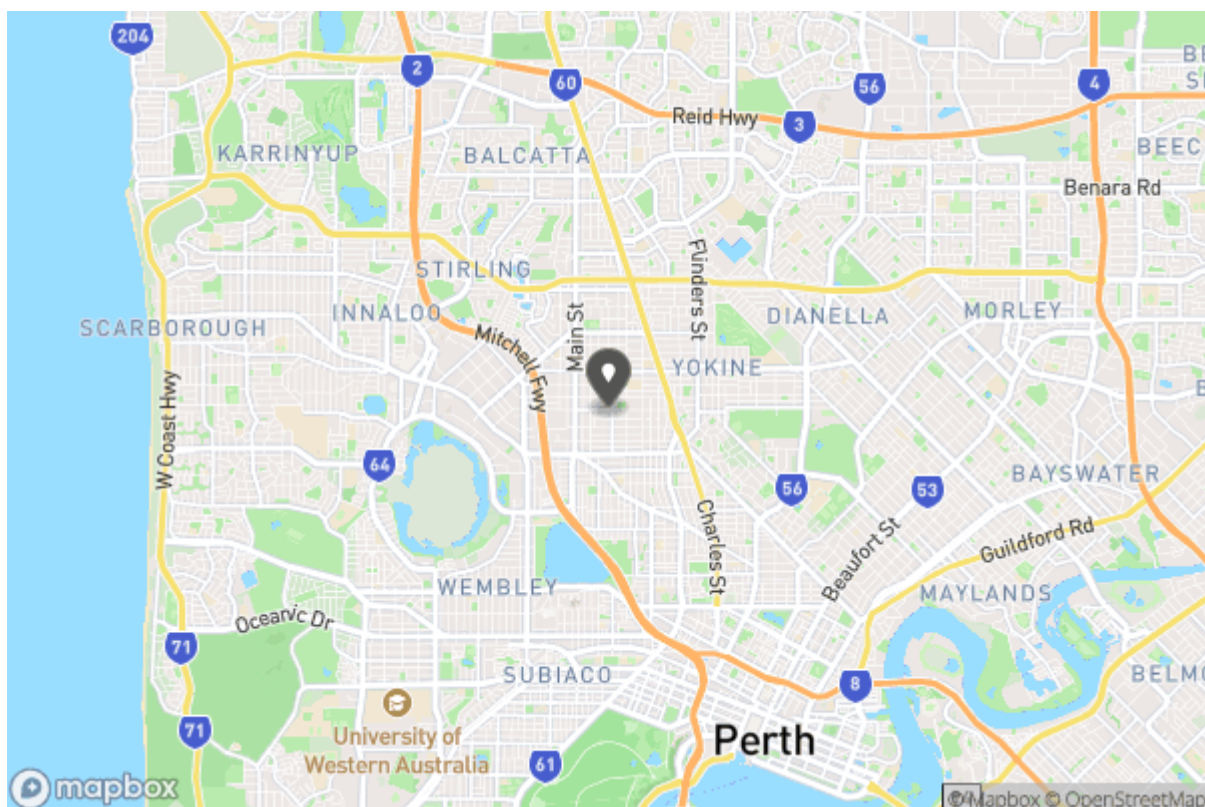 204
2
60
56
4
Reid Hwy
3
KARRINYUP
BALCATTA
BEEC
Benara Rd
Flinders St
STIRLING
INNALOO
SCARBOROUGH
Main St
DIANELLA
MORLEY
Mitchell Fwy
YOKINE
W Coast Hwy
64
56
53
BAYSWATER
Charles St
Beaufort St
Guildford Rd
WEMBLEY
MAYLANDS
Oceanic Dr
71
SUBIACO
8
BELMO
71
University of
Western Australia
61
Perth
mapbox
© Mapbox © OpenStreetMap